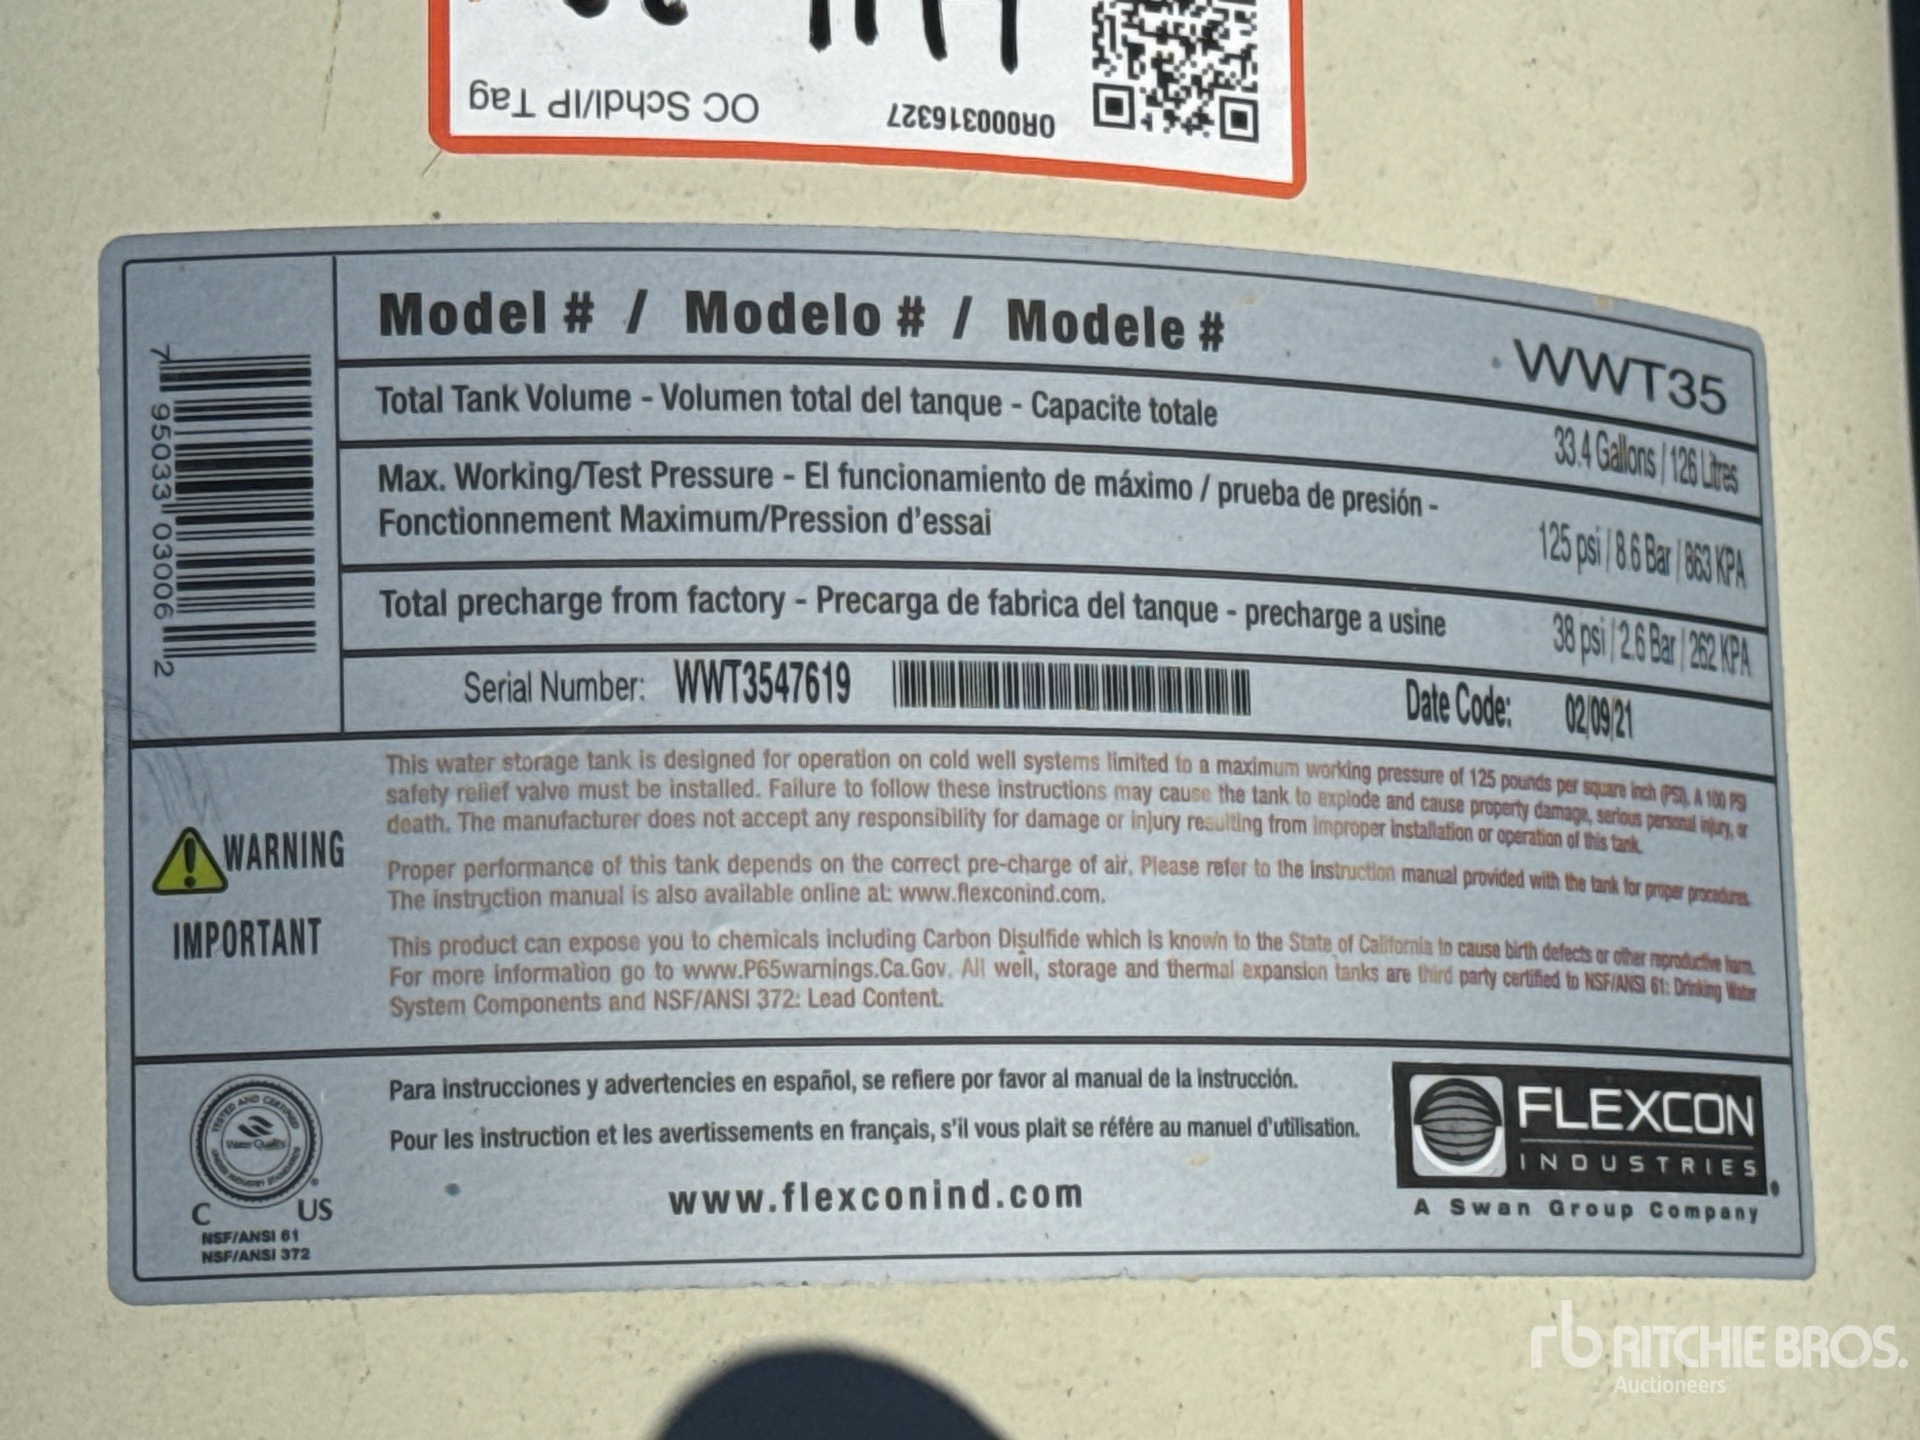 OC Schdl/IP Tag
OR000316327
Model # / Modelo # / Modele #
WWT35
Total Tank Volume - Volumen total del tanque - Capacite totale
33.4 Gallons / 126 Litres
Max. Working/Test Pressure - El funcionamiento de máximo / prueba de presión -
Fonctionnement Maximum/Pression d'essai
125 psi / 8.6 Bar / 863 KPA
Total precharge from factory - Precarga de fabrica del tanque - precharge a usine
38 psi / 2.6 Bar / 262 KPA
Serial Number: WWT3547619
Date Code: 02/09/21
7 95033 03006 2
This water storage tank is designed for operation on cold well systems limited to a maximum working pressure of 125 pounds per square inch (PSI). A 100 PSI
safety relief valve must be installed. Failure to follow these instructions may cause the tank to explode and cause property damage, serious personal injury, or
death. The manufacturer does not accept any responsibility for damage or injury resulting from improper installation or operation of this tank.
WARNING
Proper performance of this tank depends on the correct pre-charge of air. Please refer to the instruction manual provided with the tank for proper procedures.
The instruction manual is also available online at: www.flexconind.com.
IMPORTANT
This product can expose you to chemicals including Carbon Disulfide which is known to the State of California to cause birth defects or other reproductive harm.
For more information go to www.P65warnings.Ca.Gov. All well, storage and thermal expansion tanks are third party certified to NSF/ANSI 61: Drinking Water
System Components and NSF/ANSI 372: Lead Content.
Para instrucciones y advertencies en español, se refiere por favor al manual de la instrucción.
Pour les instruction et les avertissements en français, s'il vous plait se référe au manuel d'utilisation.
www.flexconind.com
TESTED AND CERTIFIED
Water Quality
UNDER INDUSTRY STANDARDS
C US
NSF/ANSI 61
NSF/ANSI 372
FLEXCON
INDUSTRIES
A Swan Group Company
rb RITCHIE BROS.
Auctioneers